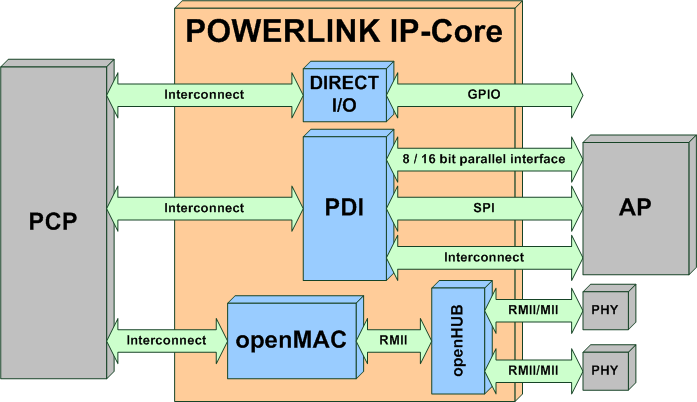 POWERLINK IP-Core
DIRECT
I/O
Interconnect
GPIO
8 / 16 bit parallel interface
PCP
Interconnect
PDI
SPI
AP
Interconnect
Interconnect
openMAC
RMII
openHUB
RMII/MII
PHY
RMII/MII
PHY